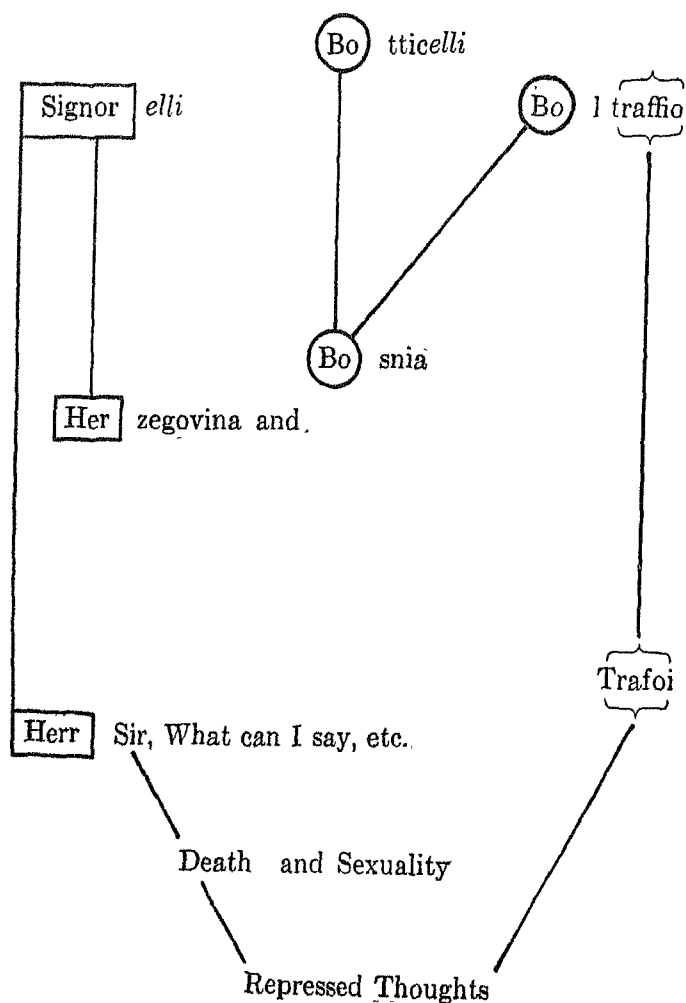 Bo tticelli
Signor elli Bo l traffio
Bo snia
Her zegovina and
Trafoi
Herr Sir, What can I say, etc.
Death and Sexuality
Repressed Thoughts